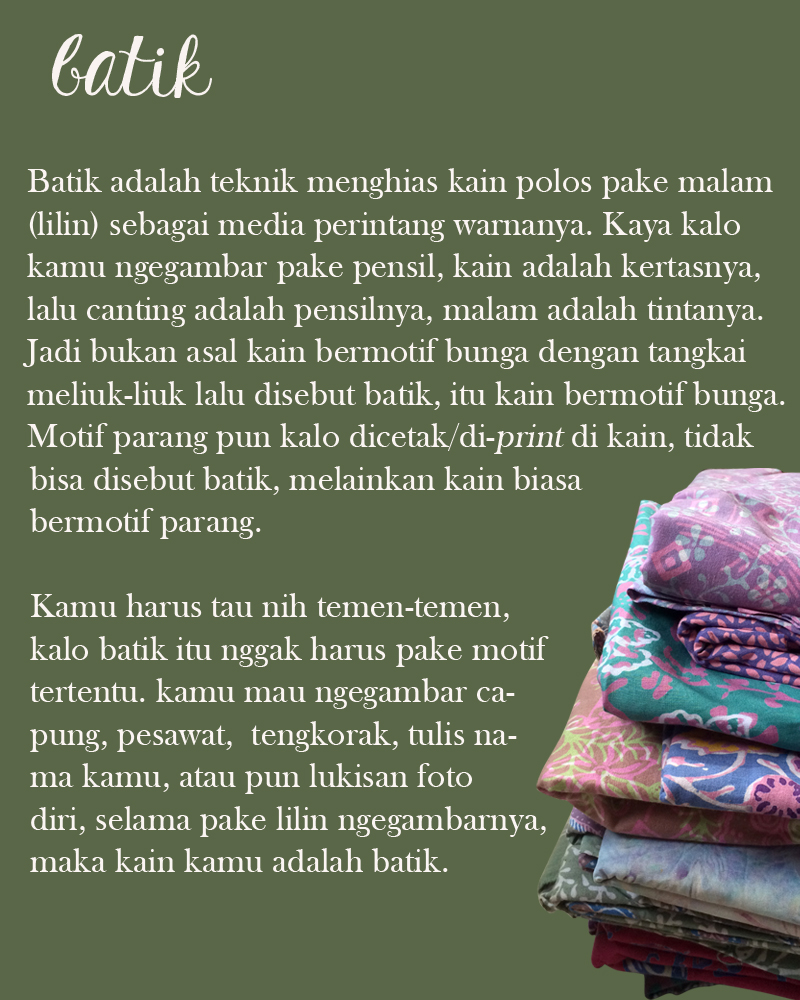 batik
Batik adalah teknik menghias kain polos pake malam
(lilin) sebagai media perintang warnanya. Kaya kalo
kamu ngegambar pake pensil, kain adalah kertasnya,
lalu canting adalah pensilnya, malam adalah tintanya.
Jadi bukan asal kain bermotif bunga dengan tangkai
meliuk-liuk lalu disebut batik, itu kain bermotif bunga.
Motif parang pun kalo dicetak/di-print di kain, tidak
bisa disebut batik, melainkan kain biasa
bermotif parang.
Kamu harus tau nih temen-temen,
kalo batik itu nggak harus pake motif
tertentu. kamu mau ngegambar ca-
pung, pesawat,  tengkorak, tulis na-
ma kamu, atau pun lukisan foto
diri, selama pake lilin ngegambarnya,
maka kain kamu adalah batik.